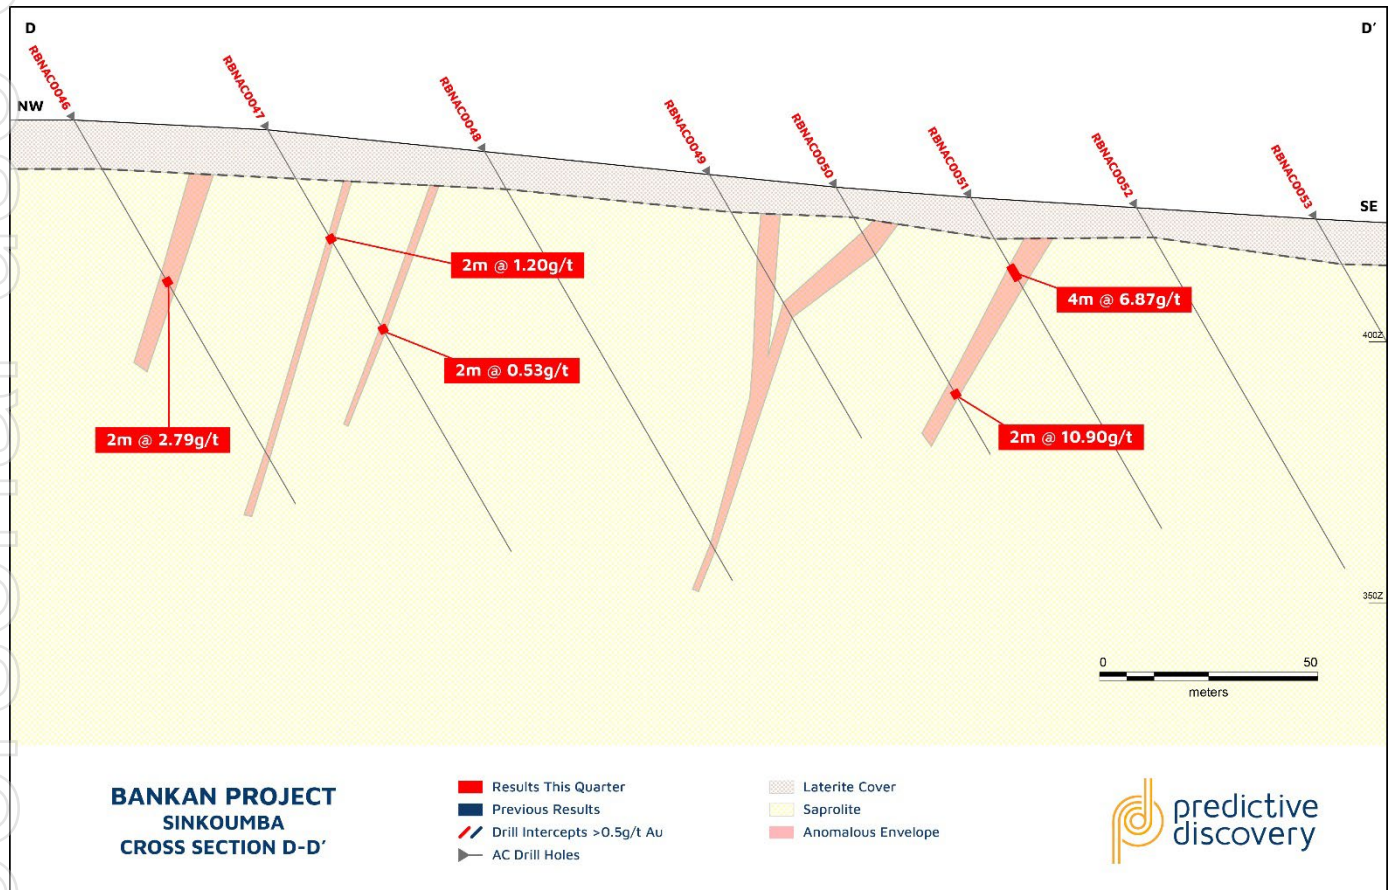 D
D′
RBNAC0046
RBNAC0047
RBNAC0048
RBNAC0049
RBNAC0050
RBNAC0051
RBNAC0052
RBNAC0053
NW
SE
2m @ 1.20g/t
4m @ 6.87g/t
400Z
2m @ 0.53g/t
2m @ 2.79g/t
2m @ 10.90g/t
350Z
0 50
meters
BANKAN PROJECT
SINKOUMBA
CROSS SECTION D-D′
Results This Quarter
Previous Results
Drill Intercepts >0.5g/t Au
AC Drill Holes
Laterite Cover
Saprolite
Anomalous Envelope
predictive
discovery